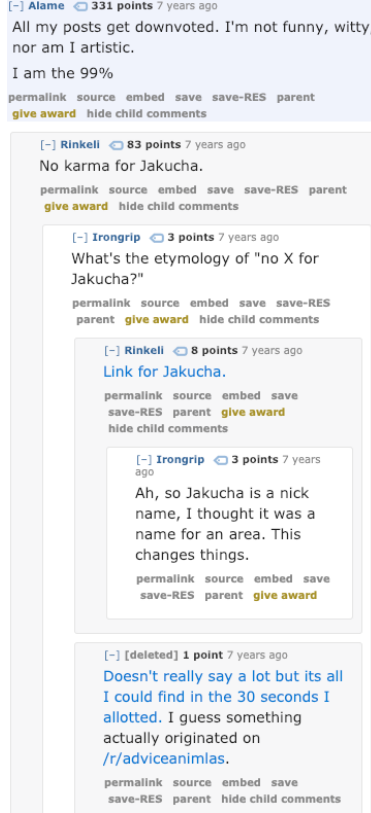 [-] Alame 331 points 7 years ago
All my posts get downvoted. I'm not funny, witty,
nor am I artistic.
I am the 99%
permalink source embed save save-RES parent
give award hide child comments
[-] Rinkeli 83 points 7 years ago
No karma for Jakucha.
permalink source embed save save-RES parent
give award hide child comments
[-] Irongrip 3 points 7 years ago
What's the etymology of "no X for
Jakucha?"
permalink source embed save save-RES
parent give award hide child comments
[-] Rinkeli 8 points 7 years ago
Link for Jakucha.
permalink source embed save
save-RES parent give award
hide child comments
[-] Irongrip 3 points 7 years
ago
Ah, so Jakucha is a nick
name, I thought it was a
name for an area. This
changes things.
permalink source embed save
save-RES parent give award
[-] [deleted] 1 point 7 years ago
Doesn't really say a lot but its all
I could find in the 30 seconds I
allotted. I guess something
actually originated on
/r/adviceanimlas.
permalink source embed save
save-RES parent hide child comments